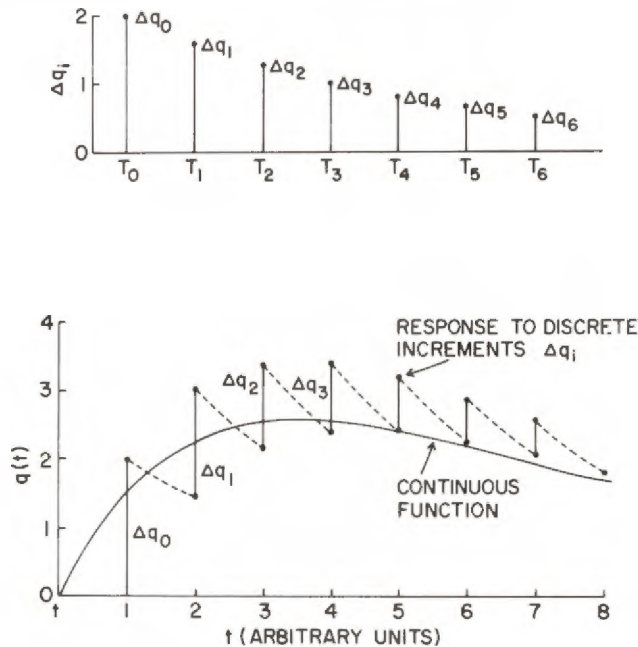 2
Δq₀
Δq₁
Δq₂
Δqᵢ
1
Δq₃
Δq₄
Δq₅
Δq₆
0
T₀ T₁ T₂ T₃ T₄ T₅ T₆
4
RESPONSE TO DISCRETE
INCREMENTS Δqᵢ
Δq₂ Δq₃
3
q(t)
2
Δq₁
CONTINUOUS
FUNCTION
1
Δq₀
0
t 1 2 3 4 5 6 7 8
t (ARBITRARY UNITS)